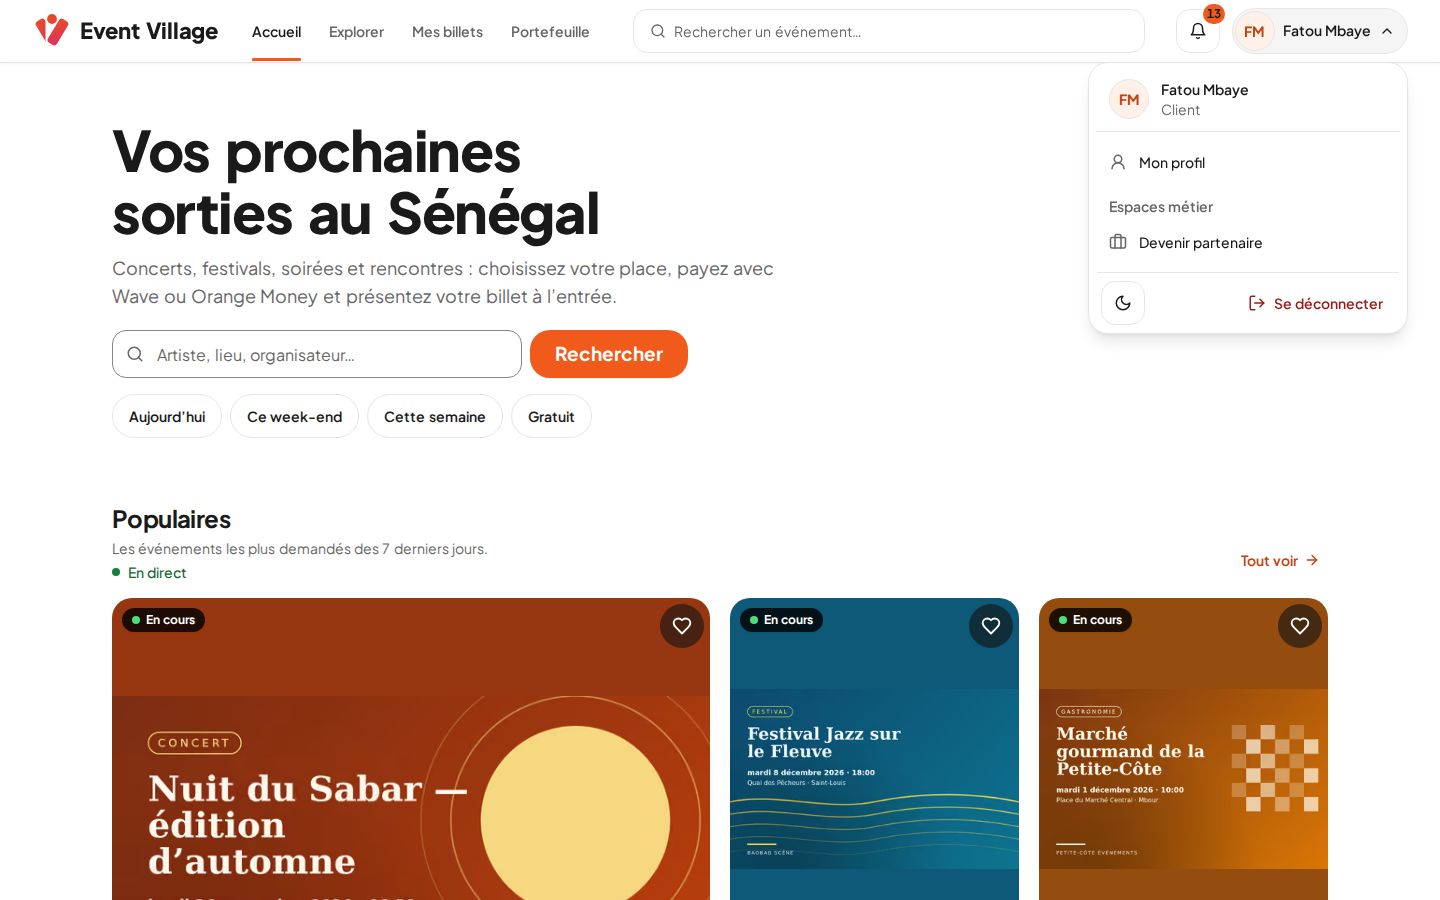 Event Village
Accueil
Explorer
Mes billets
Portefeuille
Rechercher un événement...
13
FM
Fatou Mbaye
FM
Fatou Mbaye
Client
Mon profil
Espaces métier
Devenir partenaire
Se déconnecter
Vos prochaines
sorties au Sénégal
Concerts, festivals, soirées et rencontres : choisissez votre place, payez avec
Wave ou Orange Money et présentez votre billet à l’entrée.
Artiste, lieu, organisateur...
Rechercher
Aujourd’hui
Ce week-end
Cette semaine
Gratuit
Populaires
Les événements les plus demandés des 7 derniers jours.
En direct
Tout voir
En cours
CONCERT
Nuit du Sabar —
édition
d’automne
En cours
FESTIVAL
Festival Jazz sur
le Fleuve
mardi 8 décembre 2026 · 18:00
Quai des Pêcheurs · Saint-Louis
BAOBAB SCÈNE
En cours
GASTRONOMIE
Marché
gourmand de la
Petite-Côte
mardi 1 décembre 2026 · 10:00
Place du Marché Central · Mbour
PETITE-CÔTE ÉVÉNEMENTS